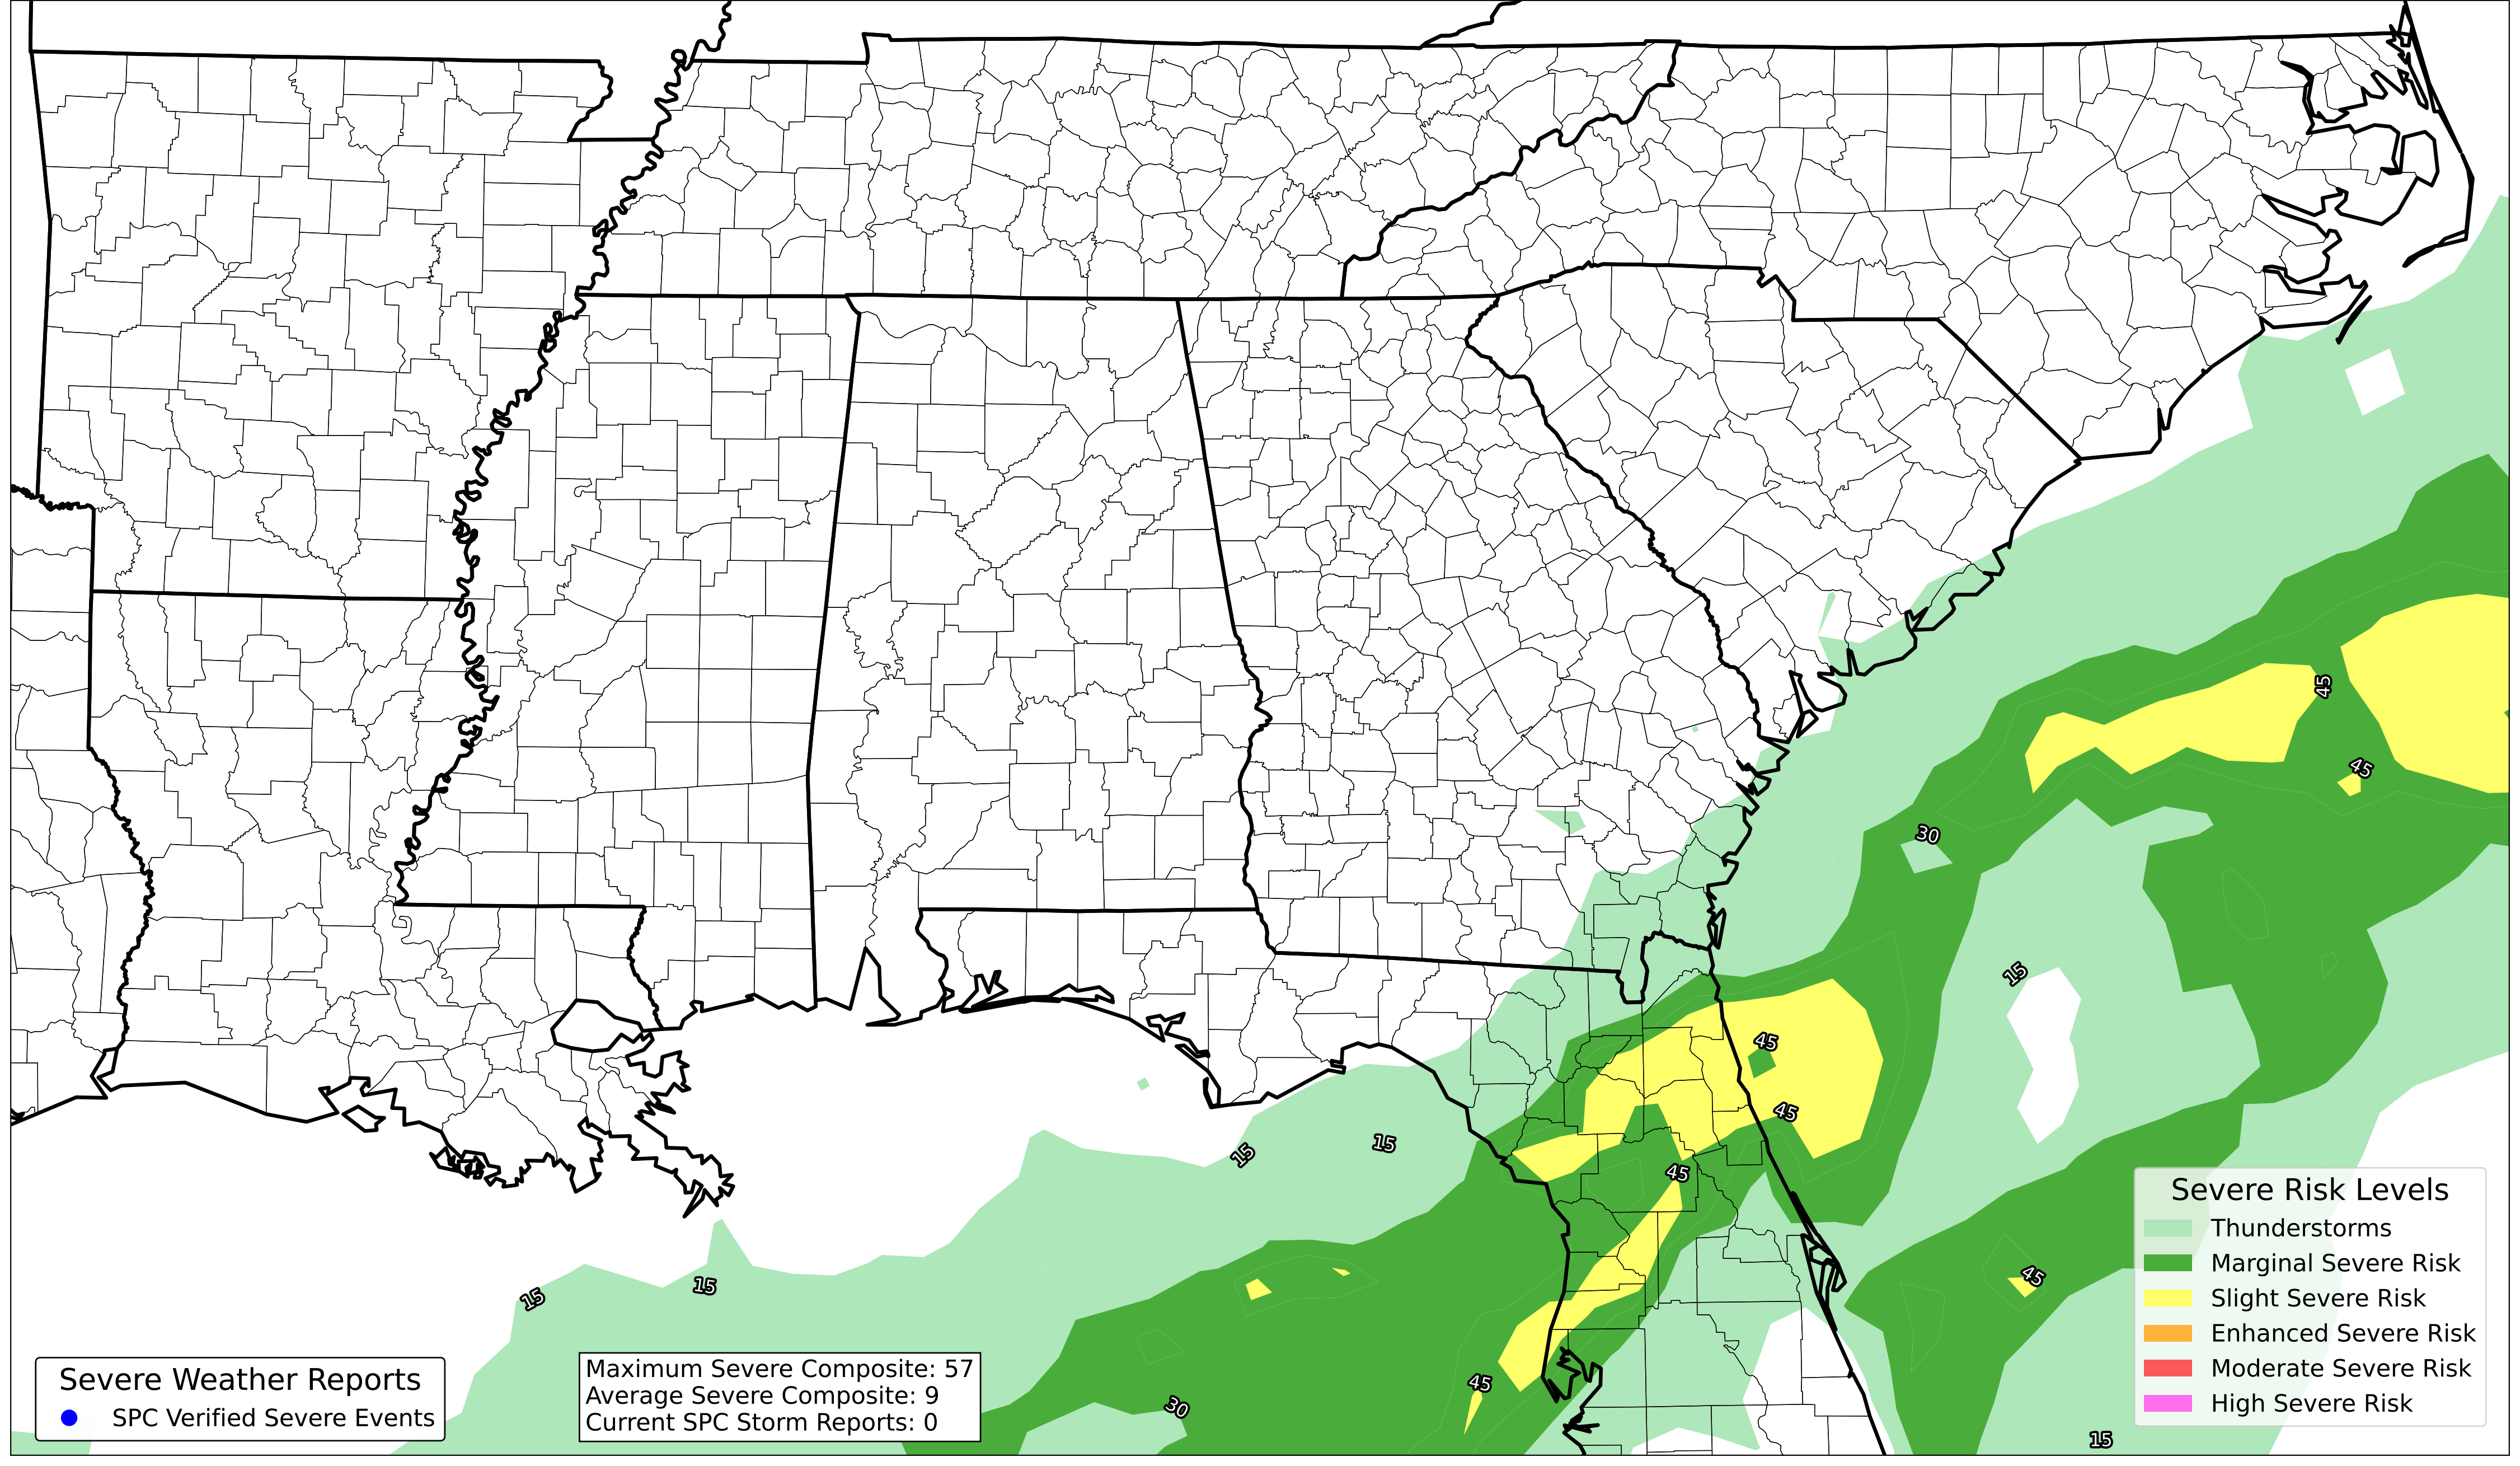 45
45
30
15
45
45
15
15
45
45
15
15
45
30
15
Severe Risk Levels
Thunderstorms
Marginal Severe Risk
Slight Severe Risk
Enhanced Severe Risk
Moderate Severe Risk
High Severe Risk
Severe Weather Reports
SPC Verified Severe Events
Maximum Severe Composite: 57
Average Severe Composite: 9
Current SPC Storm Reports: 0